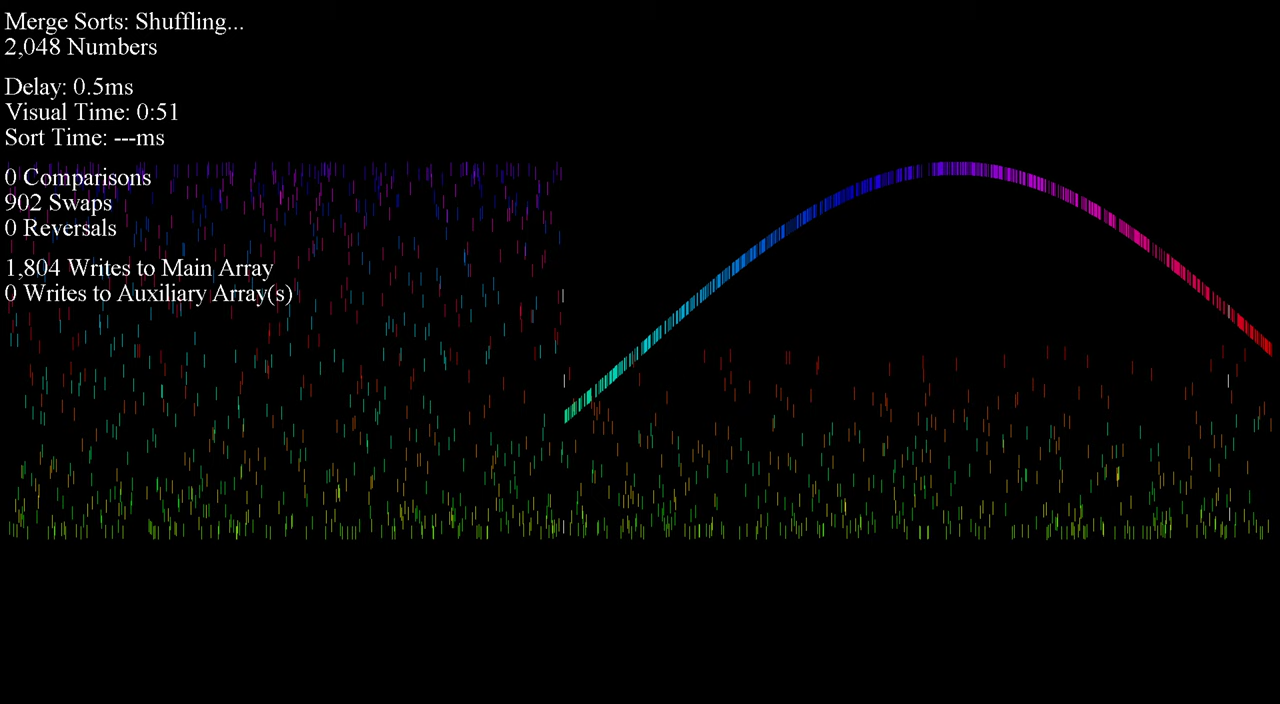 Merge Sorts: Shuffling...
2,048 Numbers
Delay: 0.5ms
Visual Time: 0:51
Sort Time: ---ms
0 Comparisons
902 Swaps
0 Reversals
1,804 Writes to Main Array
0 Writes to Auxiliary Array(s)